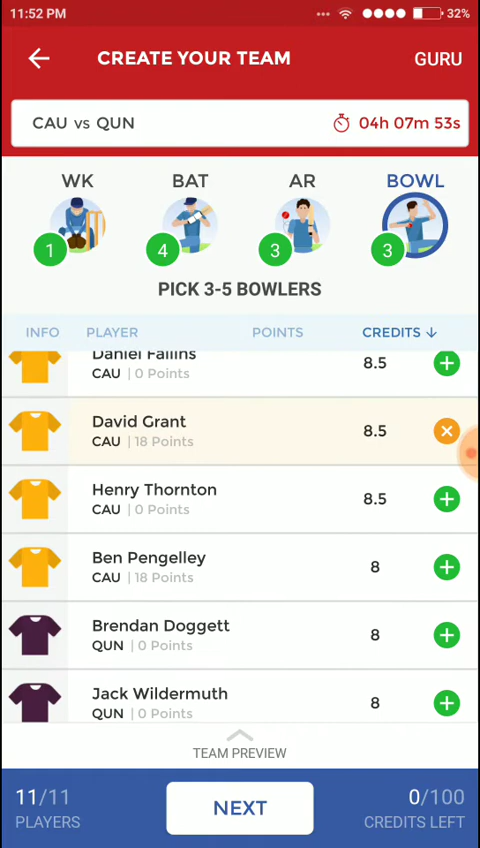 11:52 PM
32%
CREATE YOUR TEAM
GURU
CAU vs QUN
04h 07m 53s
WK
BAT
AR
BOWL
1
4
3
3
PICK 3-5 BOWLERS
INFO PLAYER POINTS CREDITS
Daniel Fallins
CAU | 0 Points
8.5
David Grant
CAU | 18 Points
8.5
Henry Thornton
CAU | 0 Points
8.5
Ben Pengelley
CAU | 18 Points
8
Brendan Doggett
QUN | 0 Points
8
Jack Wildermuth
QUN | 0 Points
8
TEAM PREVIEW
11/11
PLAYERS
NEXT
0/100
CREDITS LEFT